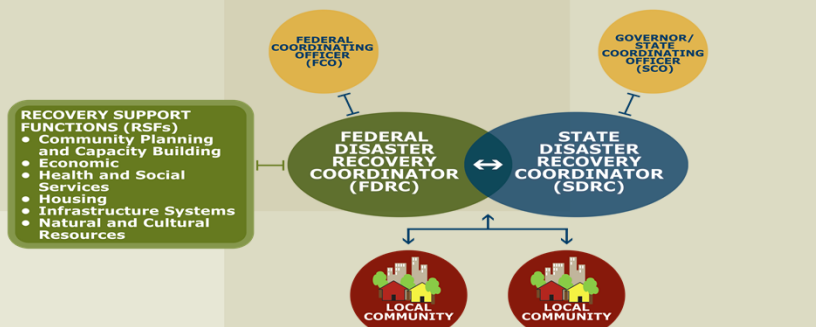 FEDERAL
COORDINATING
OFFICER
(FCO)
GOVERNOR/
STATE
COORDINATING
OFFICER
(SCO)
RECOVERY SUPPORT
FUNCTIONS (RSFs)
● Community Planning
and Capacity Building
● Economic
● Health and Social
Services
● Housing
● Infrastructure Systems
● Natural and Cultural
Resources
FEDERAL
DISASTER
RECOVERY
COORDINATOR
(FDRC)
STATE
DISASTER
RECOVERY
COORDINATOR
(SDRC)
LOCAL
COMMUNITY
LOCAL
COMMUNITY